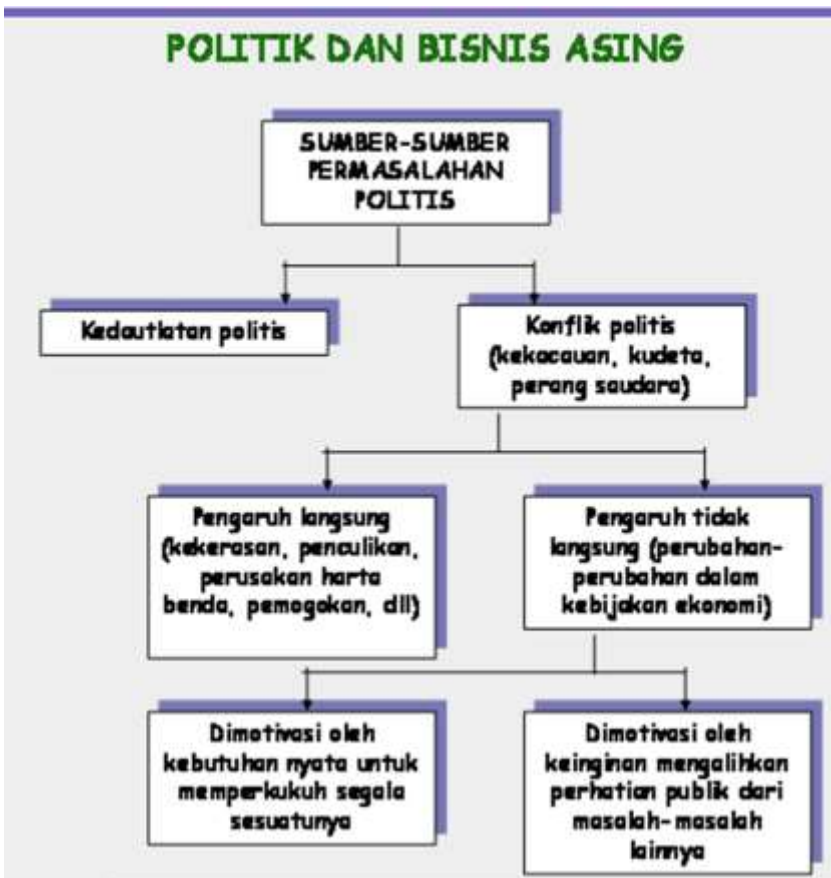 POLITIK DAN BISNIS ASING
SUMBER-SUMBER
PERMASALAHAN
POLITIS
Kedautlatan politis
Konflik politis
(kekacauan, kudeta,
perang saudara)
Pengaruh langsung
(kekerasan, penculikan,
perusakan harta
benda, pemogokan, dll)
Pengaruh tidak
langsung (perubahan-
perubahan dalam
kebijakan ekonomi)
Dimotivasi oleh
kebutuhan nyata untuk
memperkukuh segala
sesuatunya
Dimotivasi oleh
keinginan mengalihkan
perhatian publik dari
masalah-masalah
lainnya